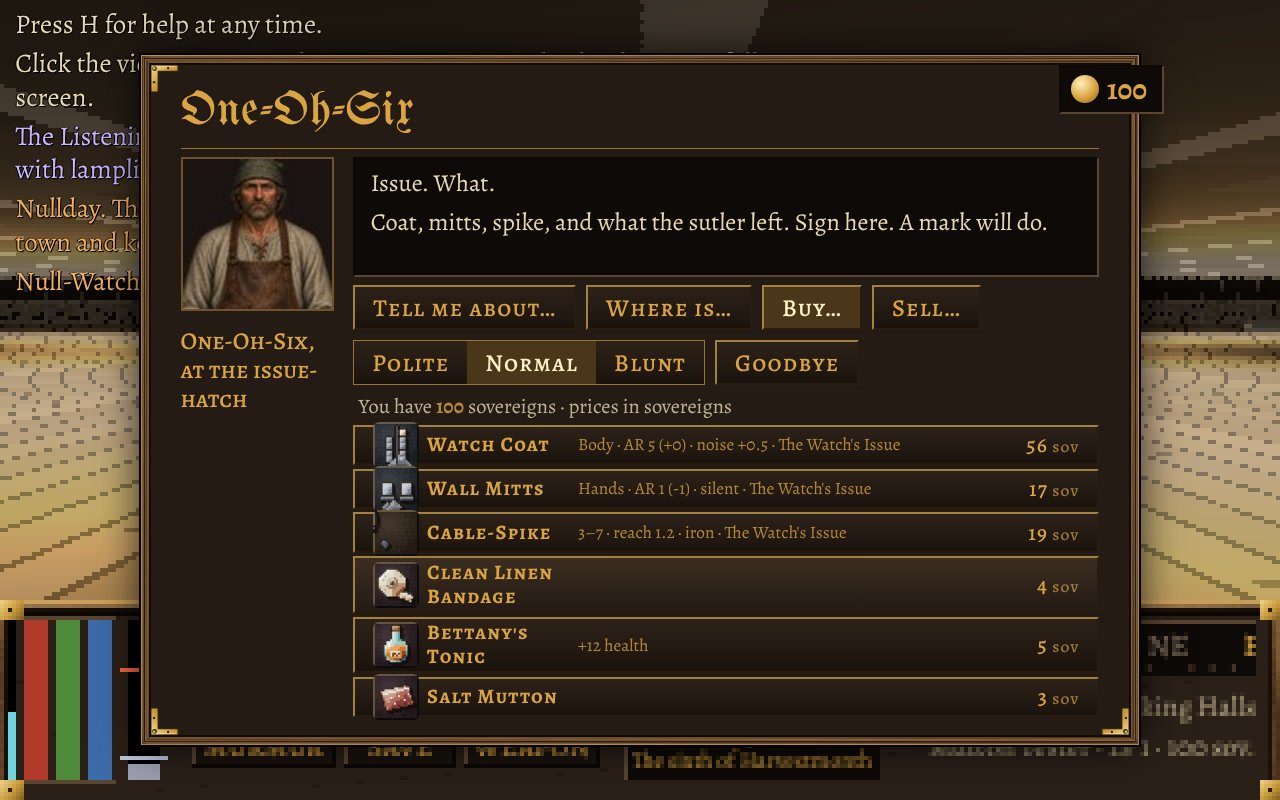 Press H for help at any time.
Click the
screen.
The
with
Nullday.
town and
Null-Watch
One-Oh-Six
100
Issue. What.
Coat, mitts, spike, and what the sutler left. Sign here. A mark will do.
Tell me about...
Where is...
Buy...
Sell...
One-Oh-Six,
at the issue-
hatch
Polite
Normal
Blunt
Goodbye
You have 100 sovereigns · prices in sovereigns
Watch Coat Body · AR 5 (+0) · noise +0.5 · The Watch's Issue 56 sov
Wall Mitts Hands · AR 1 (-1) · silent · The Watch's Issue 17 sov
Cable-Spike 3–7 · reach 1.2 · iron · The Watch's Issue 19 sov
Clean Linen
Bandage 4 sov
Bettany's
Tonic +12 health 5 sov
Salt Mutton 3 sov